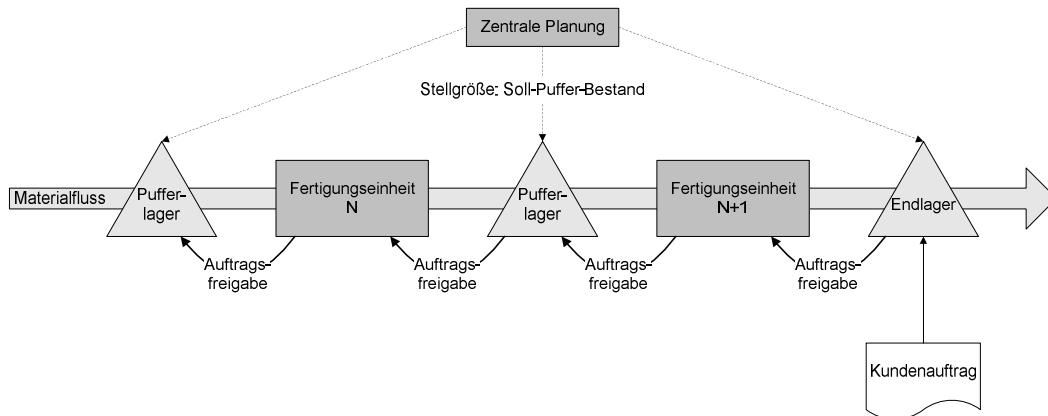 Zentrale Planung
Stellgröße: Soll-Puffer-Bestand
Materialfluss
Puffer-
lager
Fertigungseinheit
N
Puffer-
lager
Fertigungseinheit
N+1
Endlager
Auftrags-
freigabe
Auftrags-
freigabe
Auftrags-
freigabe
Auftrags-
freigabe
Kundenauftrag